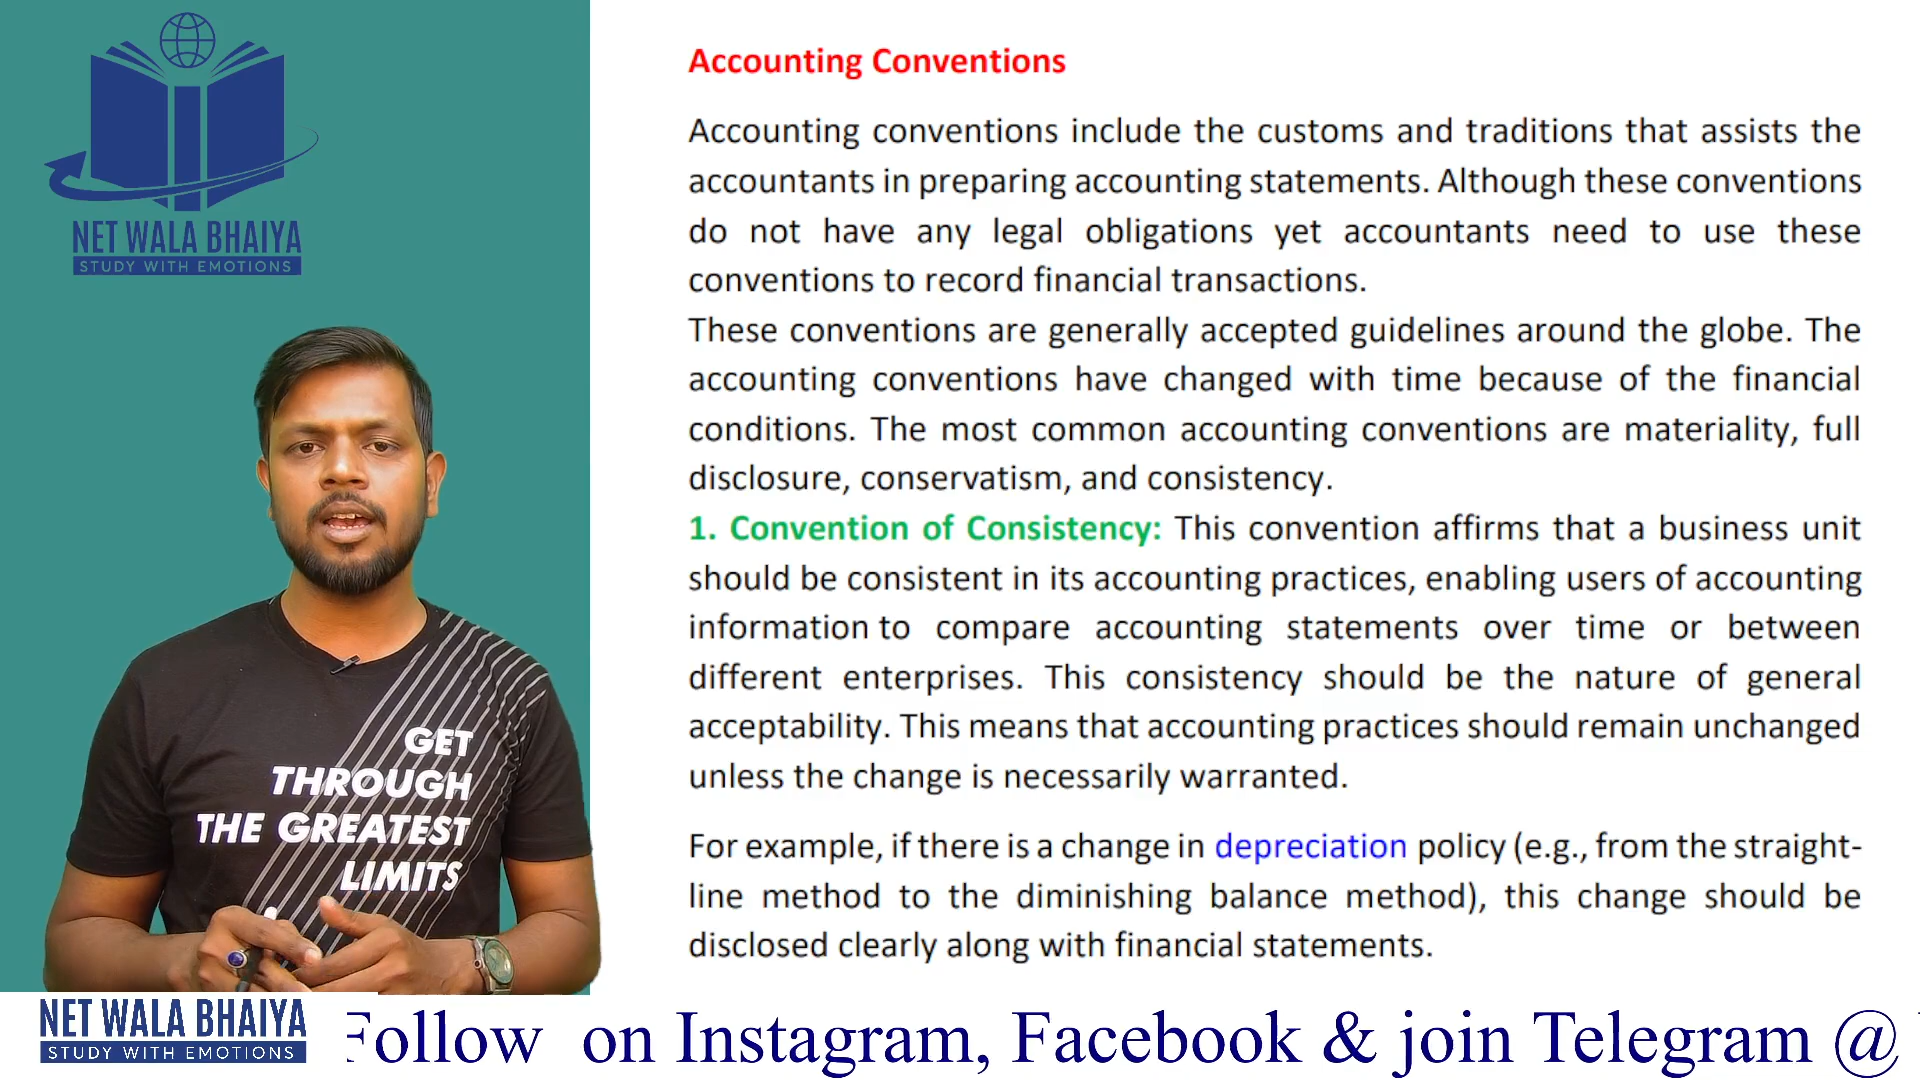 NET WALA BHAIYA
STUDY WITH EMOTIONS
GET
THROUGH
THE GREATEST
LIMITS
Accounting Conventions
Accounting conventions include the customs and traditions that assists the
accountants in preparing accounting statements. Although these conventions
do not have any legal obligations yet accountants need to use these
conventions to record financial transactions.
These conventions are generally accepted guidelines around the globe. The
accounting conventions have changed with time because of the financial
conditions. The most common accounting conventions are materiality, full
disclosure, conservatism, and consistency.
1. Convention of Consistency: This convention affirms that a business unit
should be consistent in its accounting practices, enabling users of accounting
information to compare accounting statements over time or between
different enterprises. This consistency should be the nature of general
acceptability. This means that accounting practices should remain unchanged
unless the change is necessarily warranted.
For example, if there is a change in depreciation policy (e.g., from the straight-
line method to the diminishing balance method), this change should be
disclosed clearly along with financial statements.
NET WALA BHAIYA
STUDY WITH EMOTIONS
Follow on Instagram, Facebook & join Telegram @